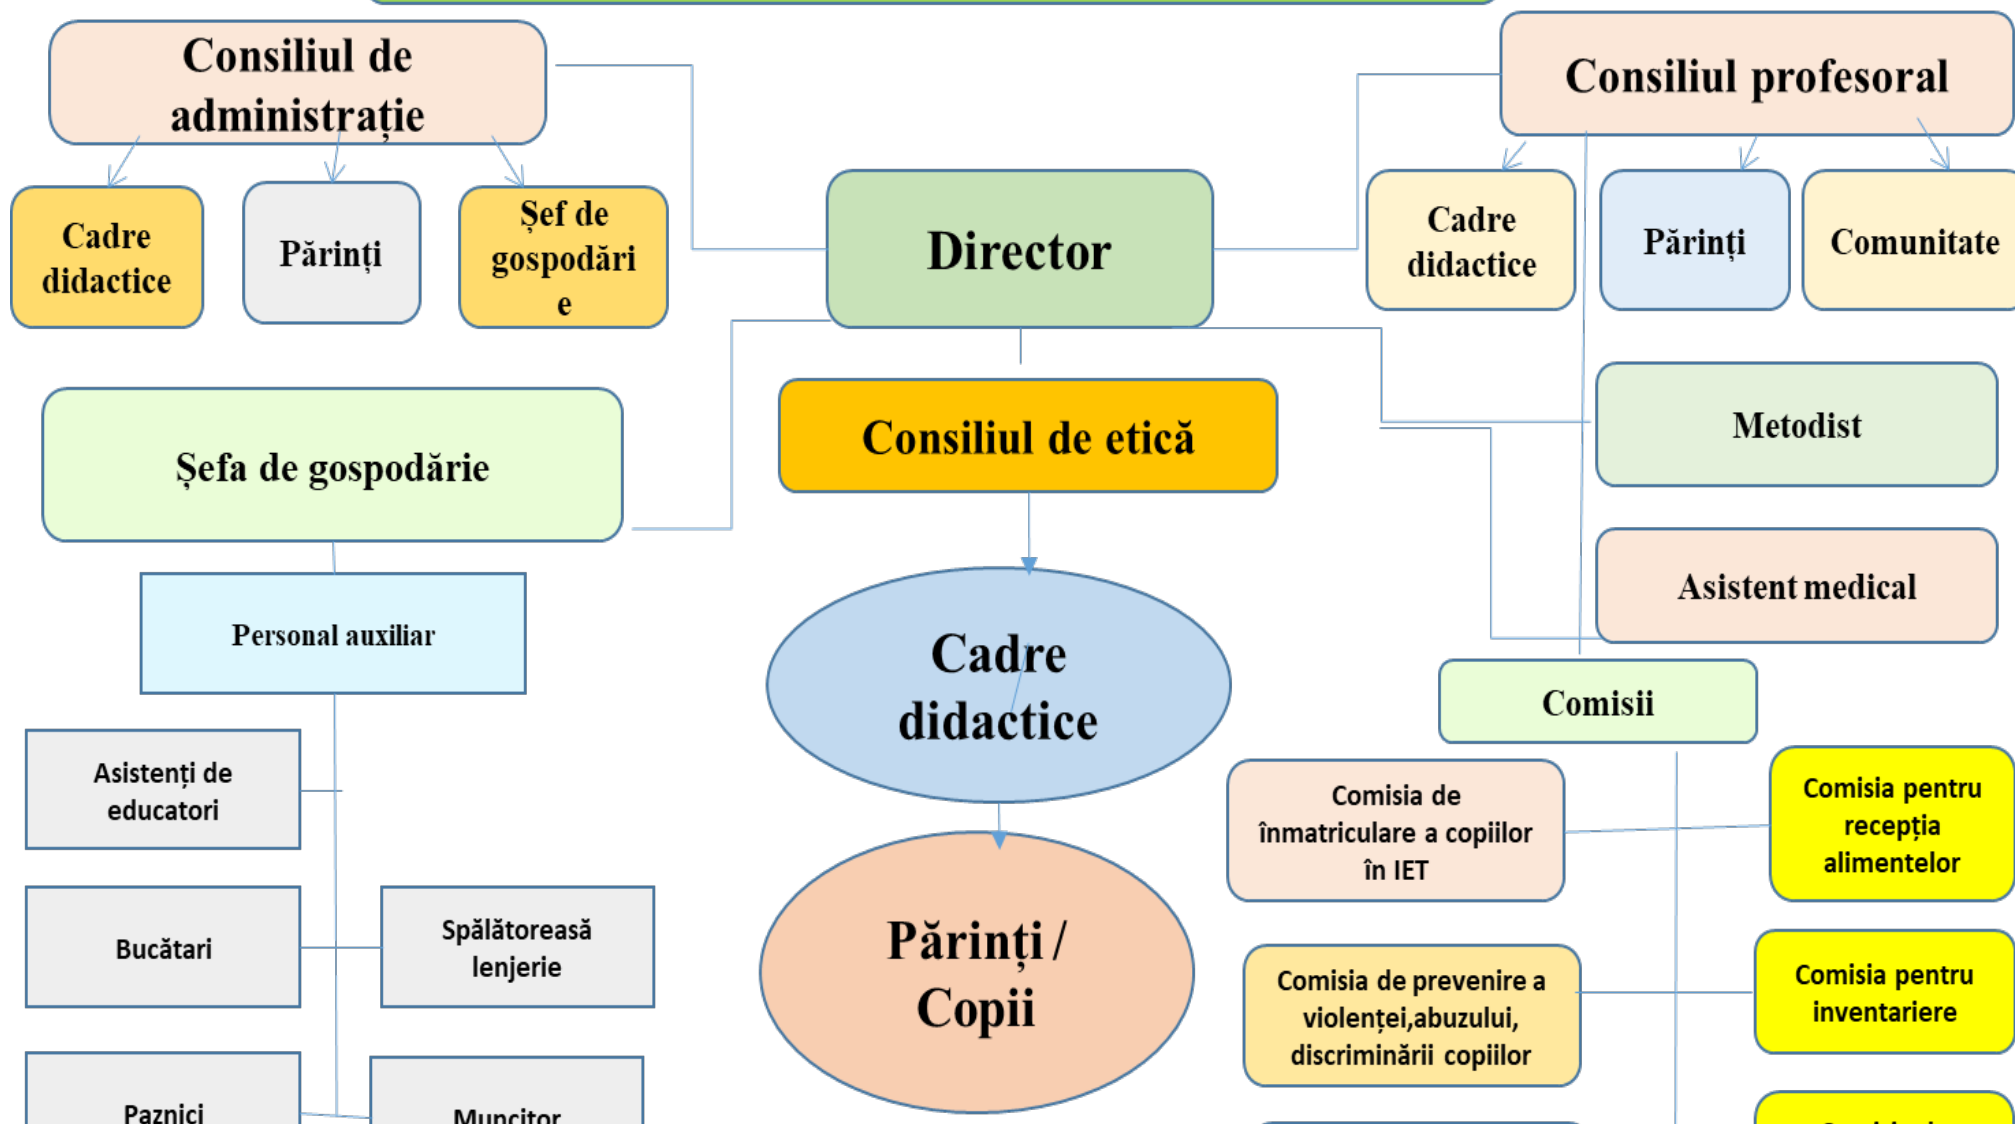 Consiliul de
administrație
Consiliul profesoral
Cadre
didactice
Părinți
Șef de
gospodări
e
Director
Cadre
didactice
Părinți
Comunitate
Șefa de gospodărie
Consiliul de etică
Metodist
Asistent medical
Personal auxiliar
Cadre
didactice
Comisii
Asistenți de
educatori
Comisia de
înmatriculare a copiilor
în IET
Comisia pentru
recepția
alimentelor
Bucătari
Spălătoreasă
lenjerie
Părinți /
Copii
Comisia de prevenire a
violenței,abuzului,
discriminării copiilor
Comisia pentru
inventariere
Paznici
Muncitor